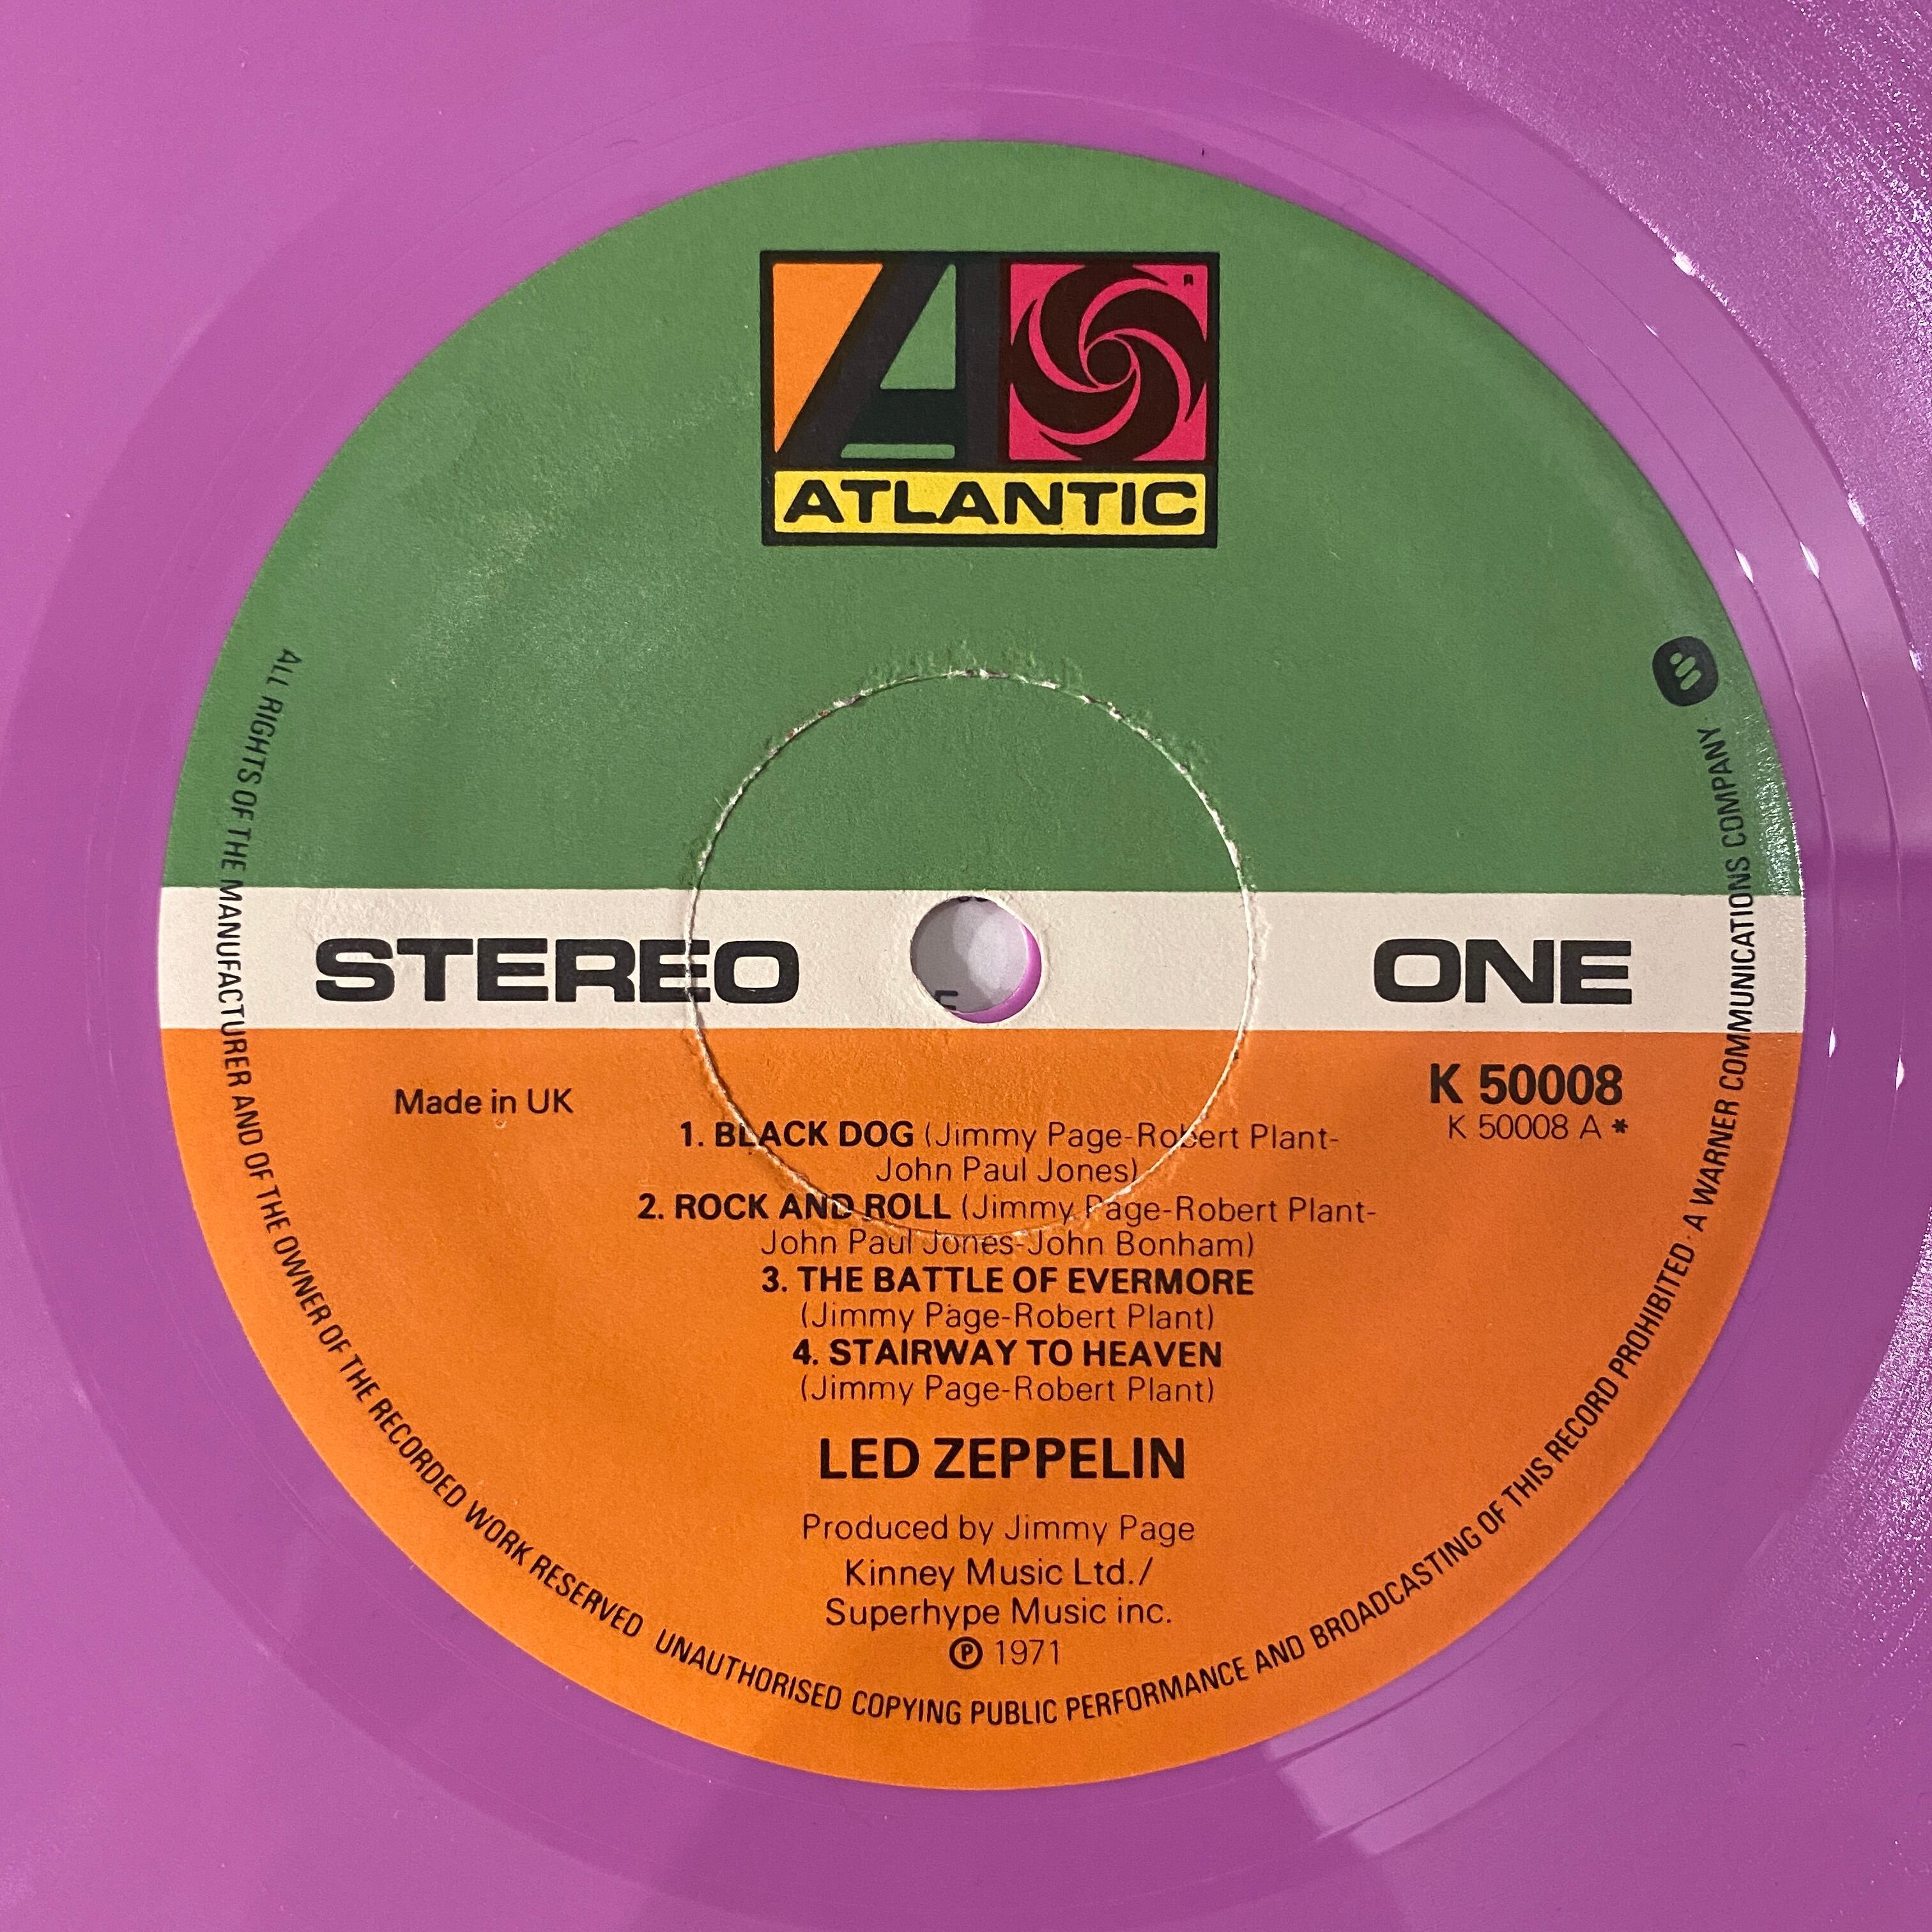 ATLANTIC
STEREO
ONE
Made in UK
K 50008
K 50008 A *
1. BLACK DOG (Jimmy Page-Robert Plant-
John Paul Jones)
2. ROCK AND ROLL (Jimmy Page-Robert Plant-
John Paul Jones-John Bonham)
3. THE BATTLE OF EVERMORE
(Jimmy Page-Robert Plant)
4. STAIRWAY TO HEAVEN
(Jimmy Page-Robert Plant)
LED ZEPPELIN
Produced by Jimmy Page
Kinney Music Ltd./
Superhype Music inc.
℗ 1971
ALL RIGHTS OF THE MANUFACTURER AND OF THE OWNER OF THE RECORDED WORK RESERVED UNAUTHORISED COPYING PUBLIC PERFORMANCE AND BROADCASTING OF THIS RECORD PROHIBITED · A WARNER COMMUNICATIONS COMPANY